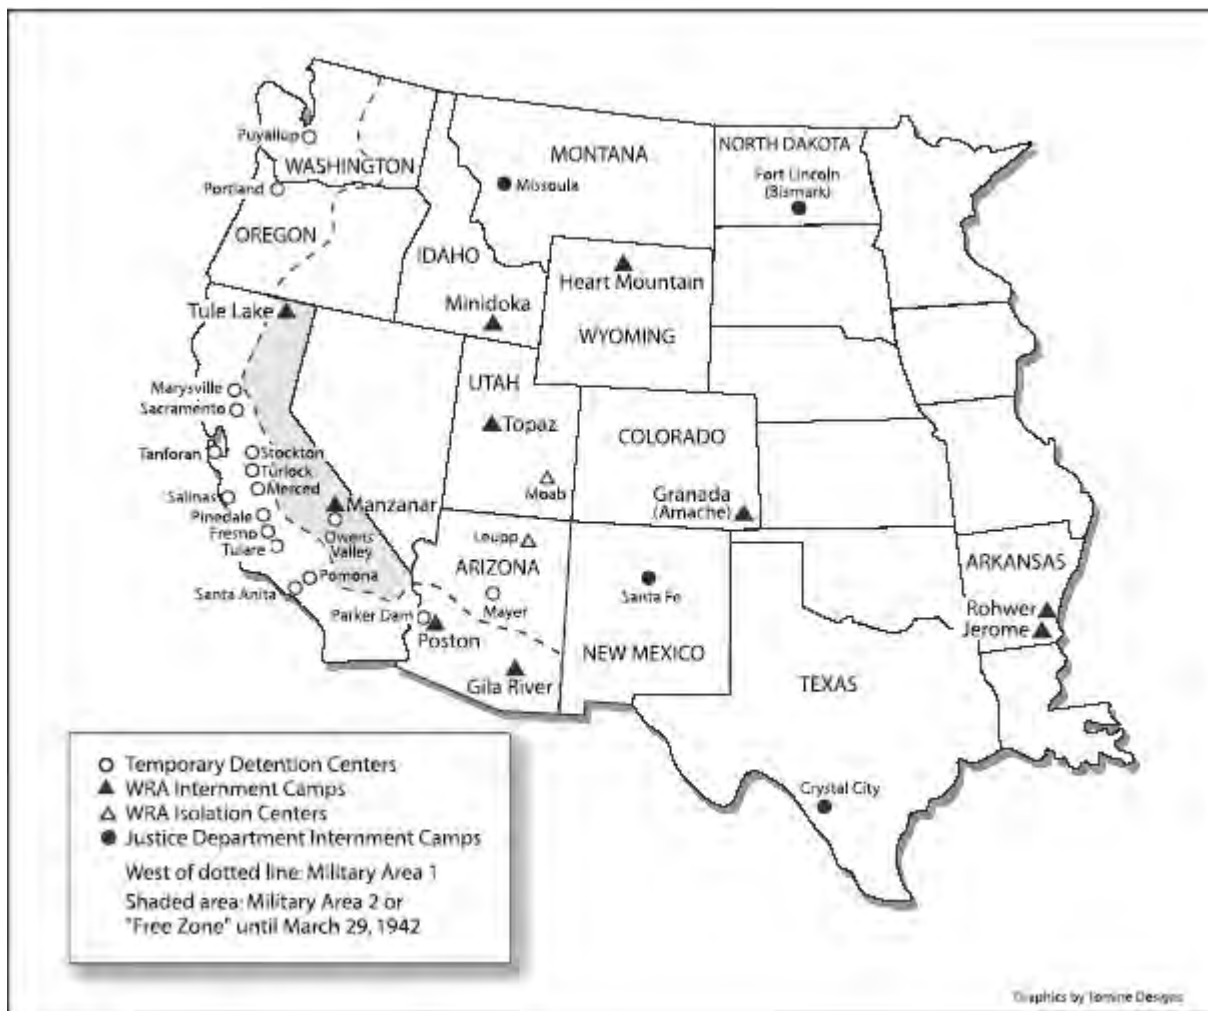 Puyallup
WASHINGTON
MONTANA
NORTH DAKOTA
Fort Lincoln
(Bismark)
Portland
Missoula
OREGON
IDAHO
Heart Mountain
Tule Lake
Minidoka
WYOMING
Marysville
UTAH
Sacramento
Topaz
COLORADO
Tanforan
Stockton
Turlock
Merced
Moab
Salinas
Manzanar
Granada
(Amache)
Pinedale
Fresno
Owens
Valley
Tulare
Leupp
ARIZONA
ARKANSAS
Pomona
Santa Anita
Santa Fe
Mayer
Parker Dam
Rohwer
Poston
Jerome
NEW MEXICO
Gila River
TEXAS
Crystal City
Temporary Detention Centers
WRA Internment Camps
WRA Isolation Centers
Justice Department Internment Camps
West of dotted line: Military Area 1
Shaded area: Military Area 2 or
"Free Zone" until March 29, 1942
Graphics by Tomine Designs